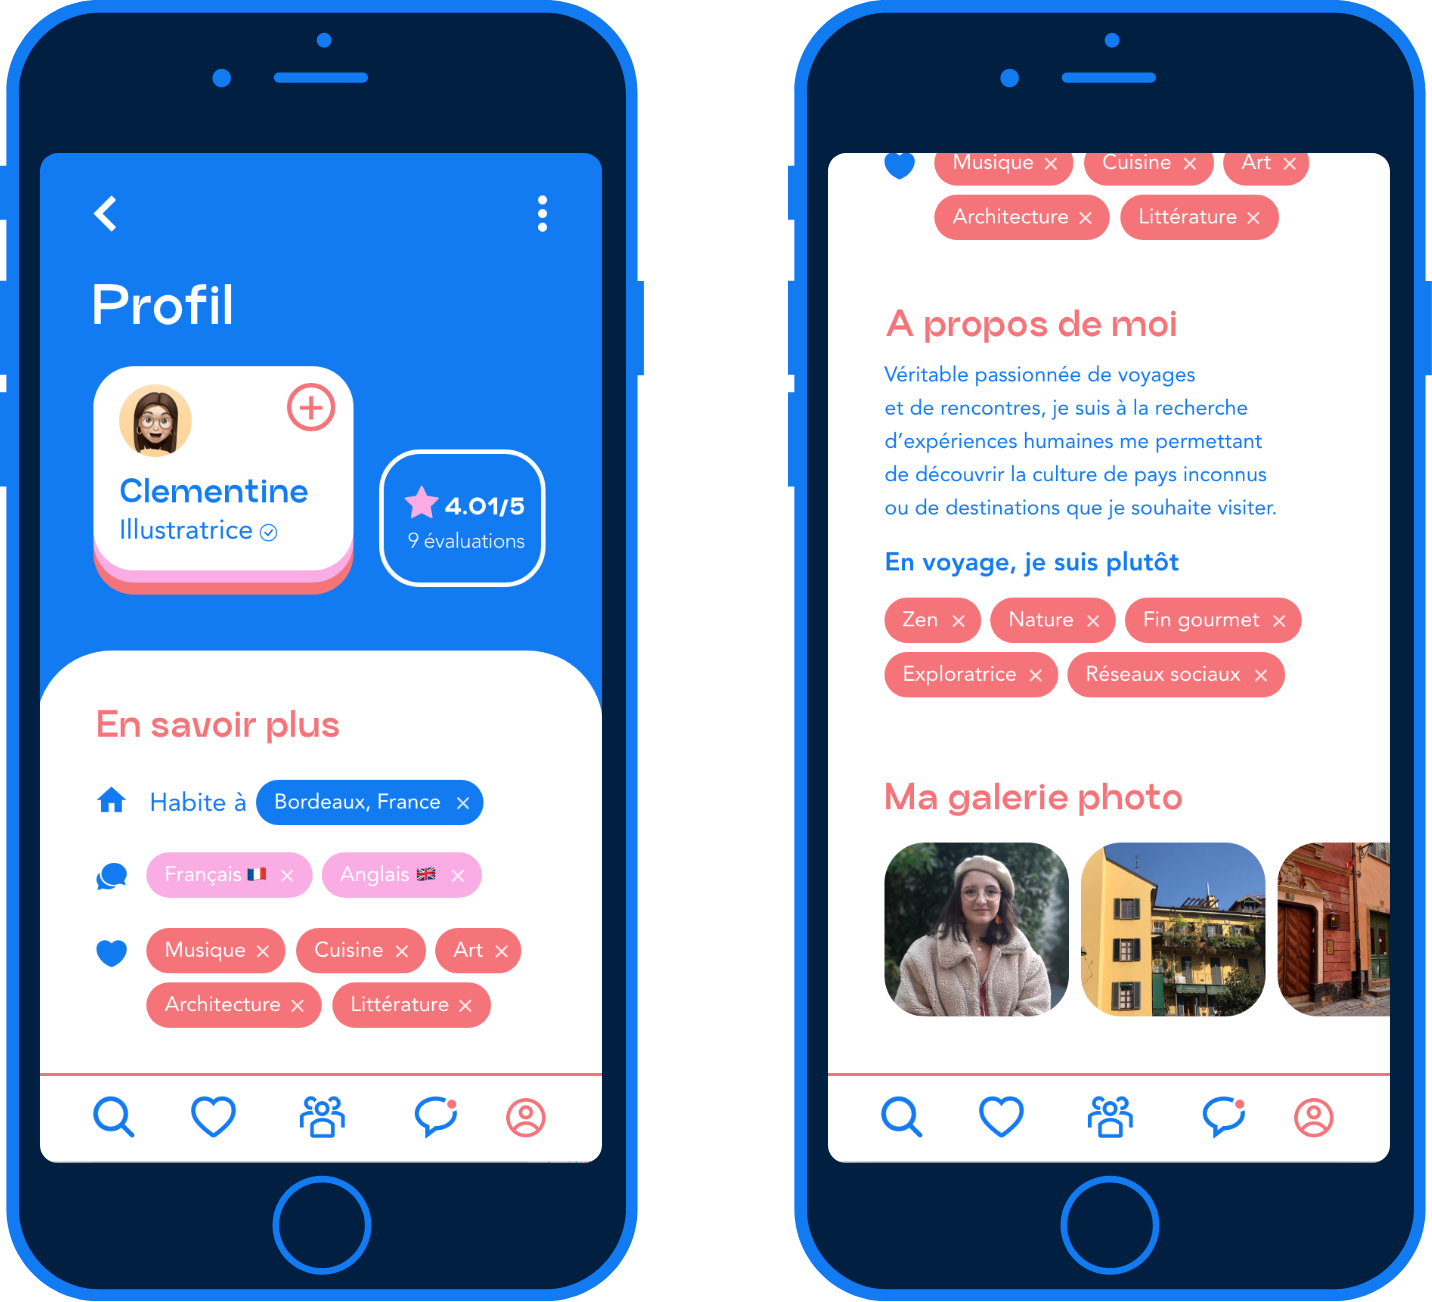 Profil
Clementine
Illustratrice
4.01/5
9 évaluations
En savoir plus
Habite à Bordeaux, France
Français Anglais
Musique Cuisine Art
Architecture Littérature
Musique Cuisine Art
Architecture Littérature
A propos de moi
Véritable passionnée de voyages
et de rencontres, je suis à la recherche
d’expériences humaines me permettant
de découvrir la culture de pays inconnus
ou de destinations que je souhaite visiter.
En voyage, je suis plutôt
Zen Nature Fin gourmet
Exploratrice Réseaux sociaux
Ma galerie photo